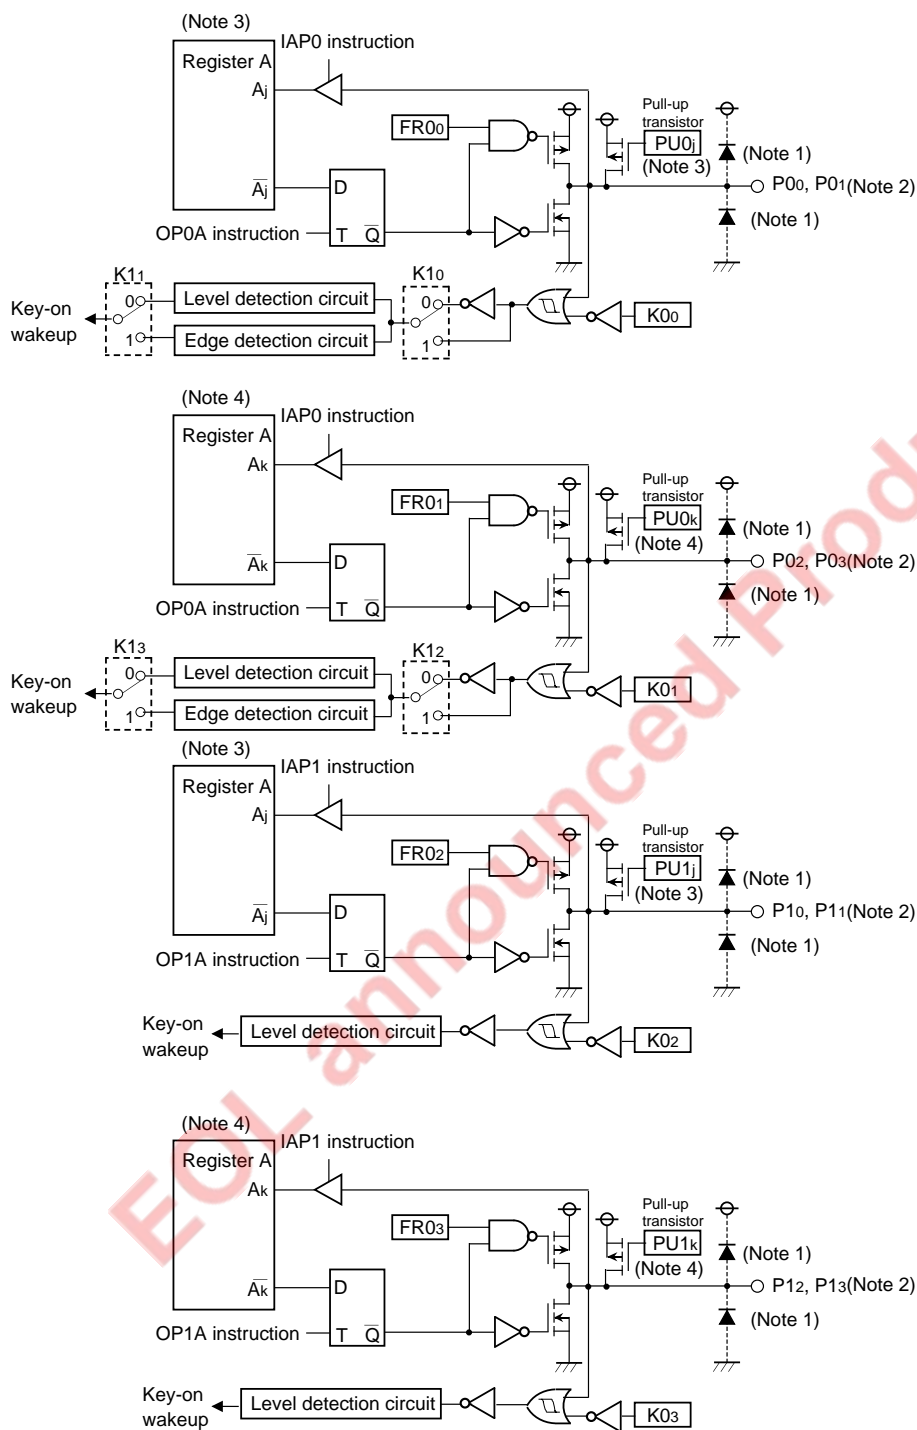 (Note 3)
IAP0 instruction
Register A
Aj
Pull-up
transistor
FR00
PU0j
(Note 3)
(Note 1)
Aj
D
P00, P01(Note 2)
(Note 1)
OP0A instruction
T Q
K11
K10
0
Level detection circuit
0
Key-on
wakeup
K00
1
Edge detection circuit
1
(Note 4)
IAP0 instruction
Register A
Ak
Pull-up
transistor
FR01
PU0k
(Note 4)
(Note 1)
Ak
D
P02, P03(Note 2)
(Note 1)
OP0A instruction
T Q
K13
K12
0
Level detection circuit
0
Key-on
wakeup
K01
1
Edge detection circuit
1
(Note 3)
IAP1 instruction
Register A
Aj
Pull-up
transistor
FR02
PU1j
(Note 3)
(Note 1)
Aj
D
P10, P11(Note 2)
(Note 1)
OP1A instruction
T Q
Key-on
wakeup
Level detection circuit
K02
(Note 4)
IAP1 instruction
Register A
Ak
Pull-up
transistor
FR03
PU1k
(Note 4)
(Note 1)
Ak
D
P12, P13(Note 2)
(Note 1)
OP1A instruction
T Q
Key-on
wakeup
Level detection circuit
K03
EOL announced Produ